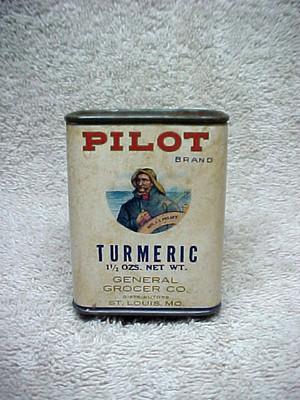 PILOT
BRAND
TURMERIC
1½ OZS. NET WT.
GENERAL
GROCER CO.
DISTRIBUTORS
ST. LOUIS, MO.